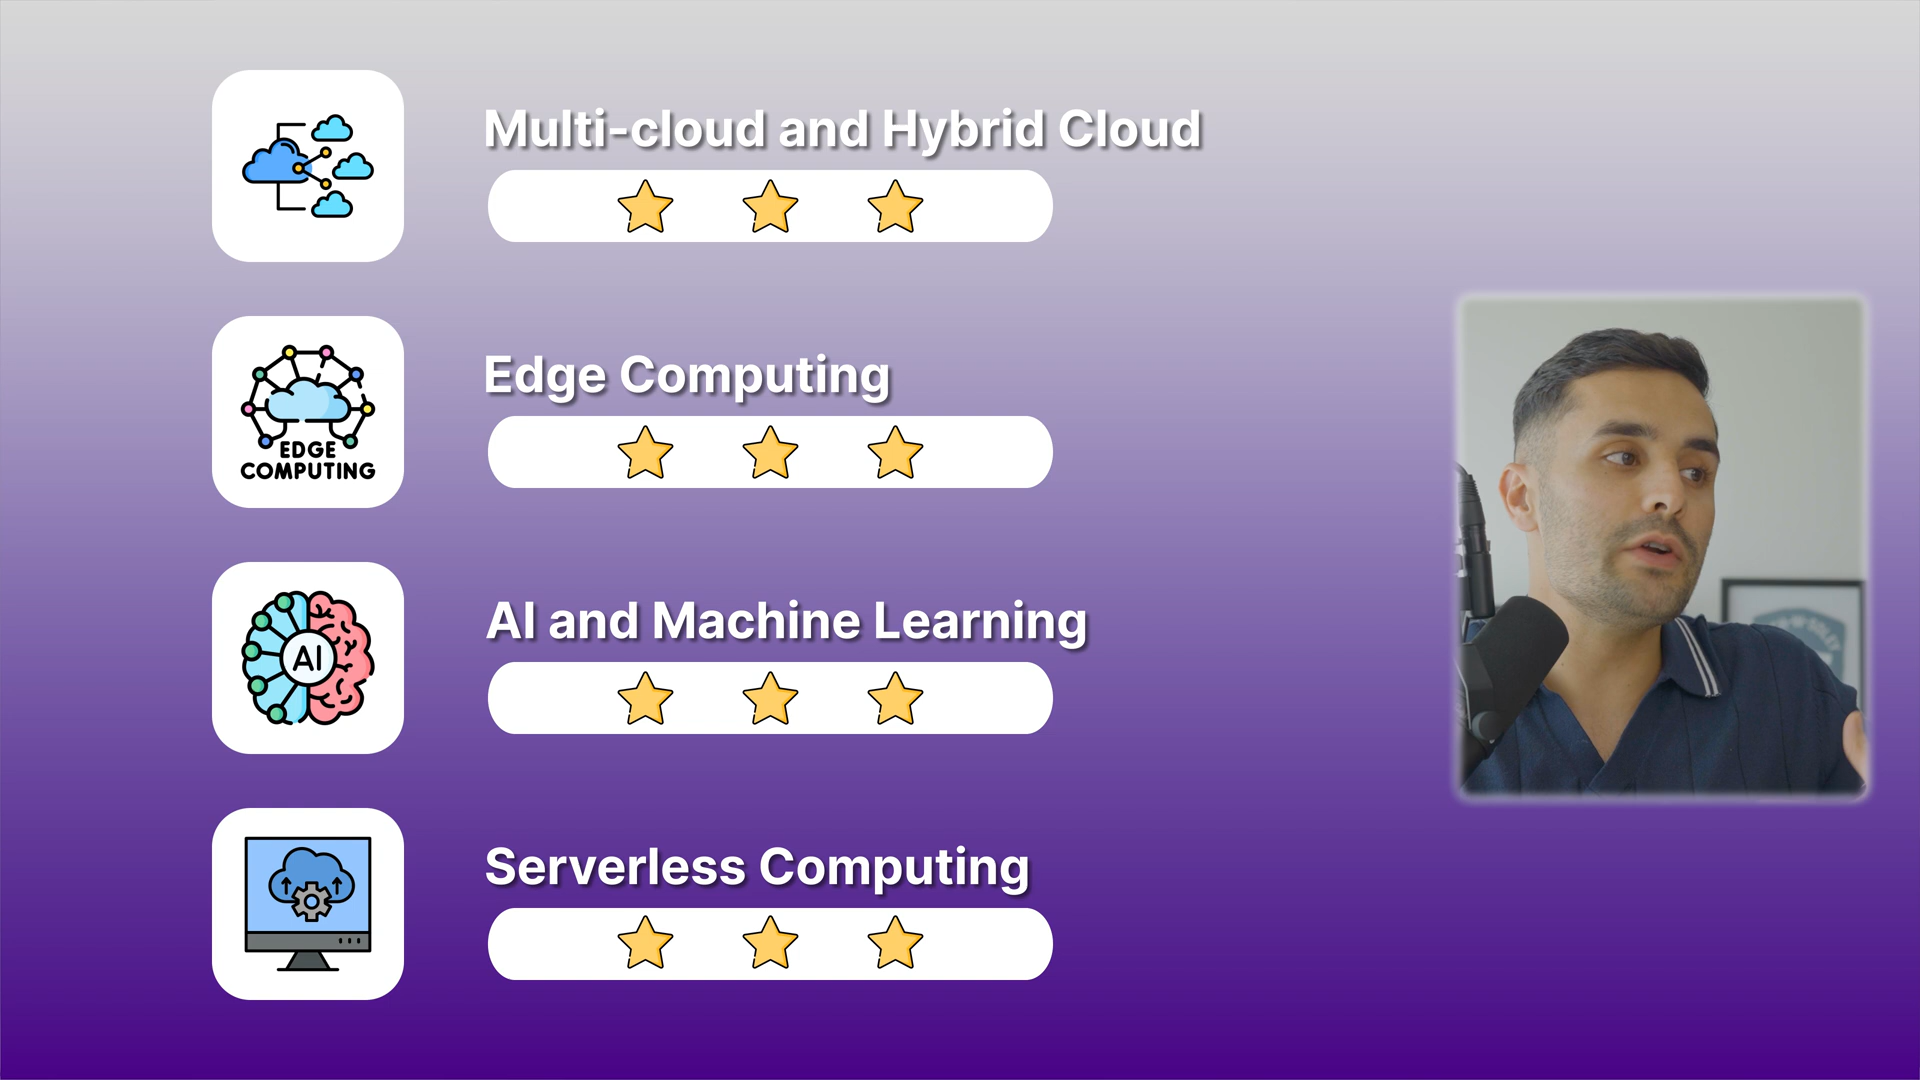 Multi-cloud and Hybrid Cloud
EDGE
COMPUTING
Edge Computing
AI
AI and Machine Learning
Serverless Computing